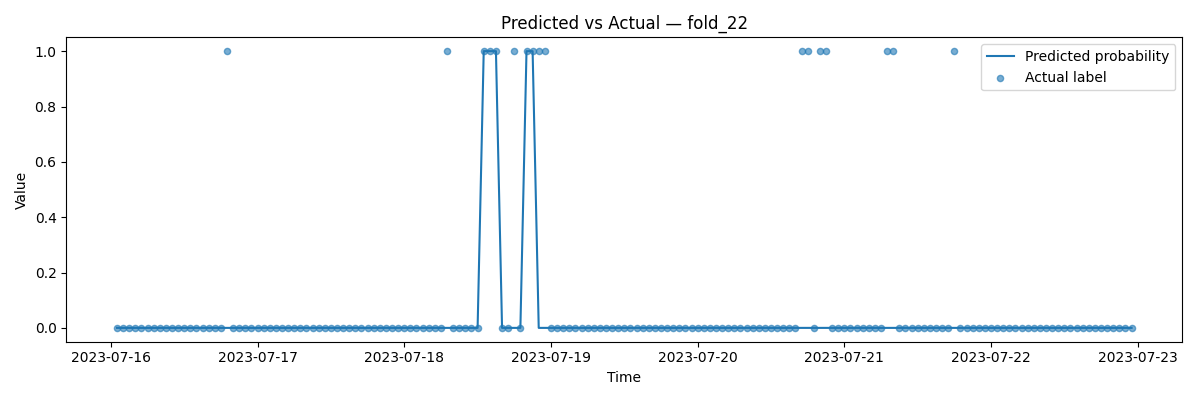 Predicted vs Actual — fold_22
1.0
0.8
0.6
0.4
0.2
0.0
Value
Predicted probability
Actual label
2023-07-16
2023-07-17
2023-07-18
2023-07-19
2023-07-20
2023-07-21
2023-07-22
2023-07-23
Time